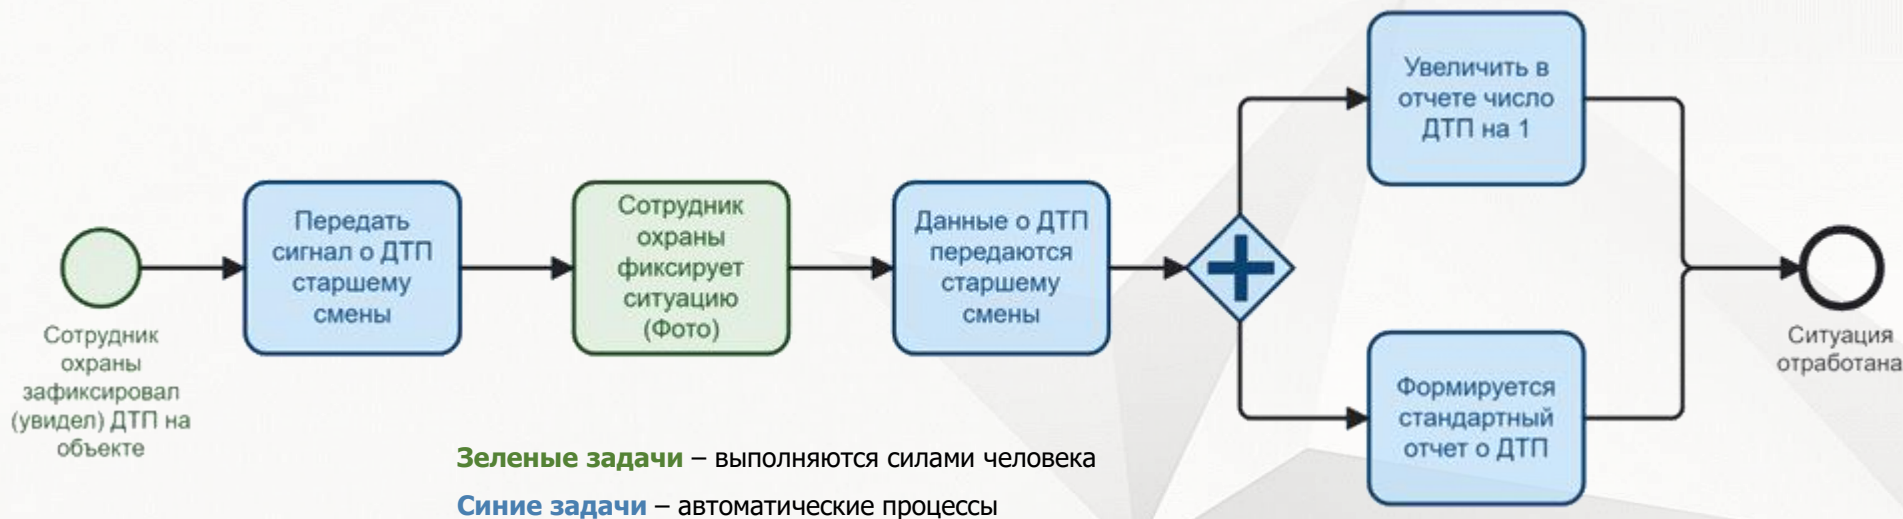 Сотрудник
охраны
зафиксировал
(увидел) ДТП на
объекте
Передать
сигнал о ДТП
старшему
смены
Сотрудник
охраны
фиксирует
ситуацию
(Фото)
Данные о ДТП
передаются
старшему
смены
Увеличить в
отчете число
ДТП на 1
Формируется
стандартный
отчет о ДТП
Ситуация
отработана
Зеленые задачи – выполняются силами человека
Синие задачи – автоматические процессы